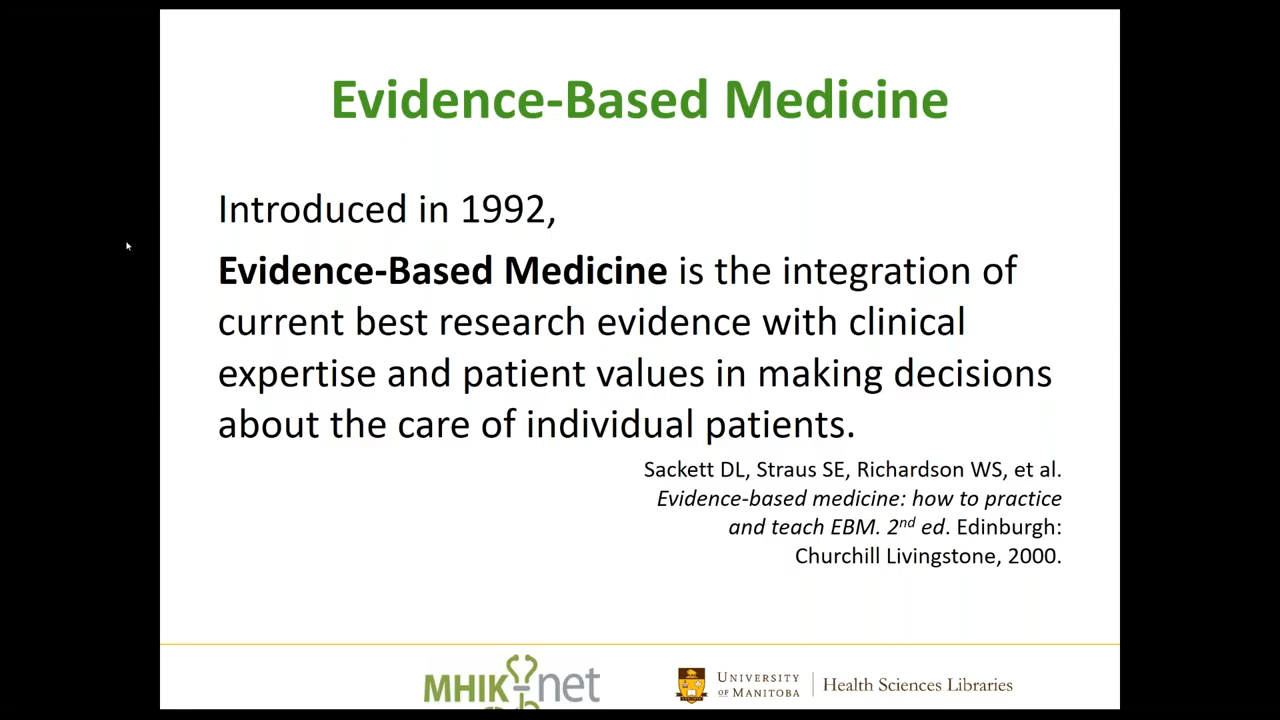 Evidence-Based Medicine
Introduced in 1992,
Evidence-Based Medicine is the integration of
current best research evidence with clinical
expertise and patient values in making decisions
about the care of individual patients.
Sackett DL, Straus SE, Richardson WS, et al.
Evidence-based medicine: how to practice
and teach EBM. 2nd ed. Edinburgh:
Churchill Livingstone, 2000.
MHIK-net
UNIVERSITY
OF MANITOBA
Health Sciences Libraries